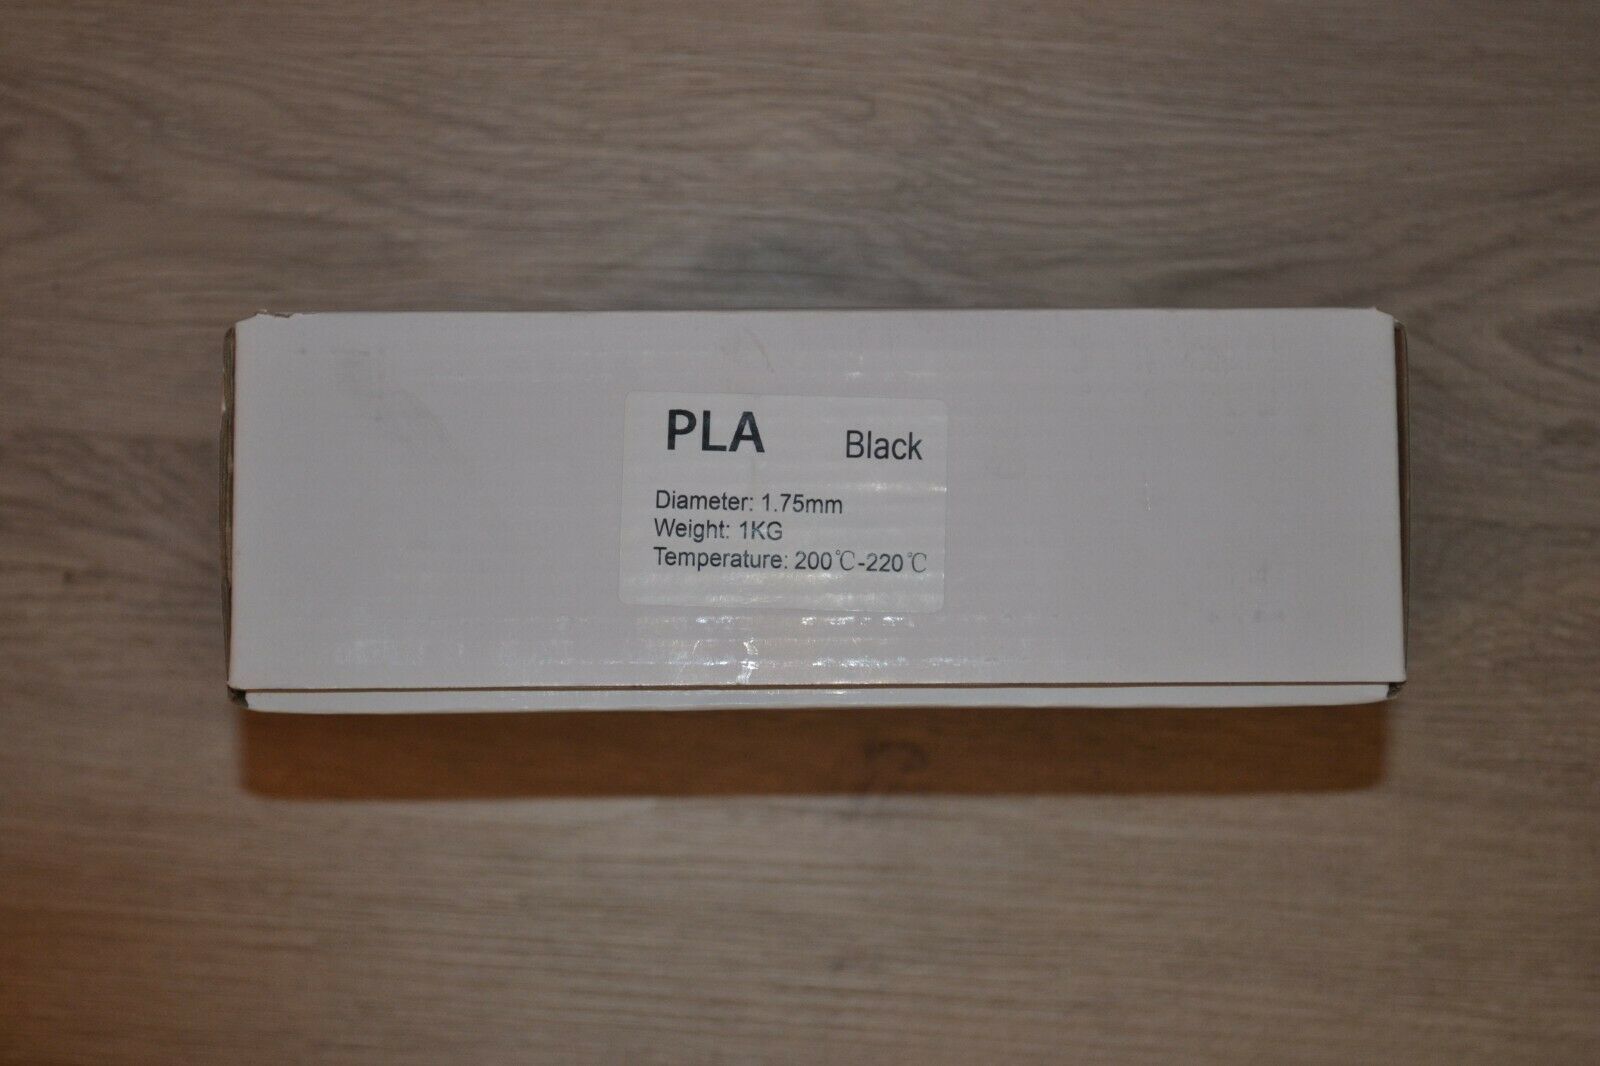 PLA Black
Diameter: 1.75mm
Weight: 1KG
Temperature: 200℃-220℃